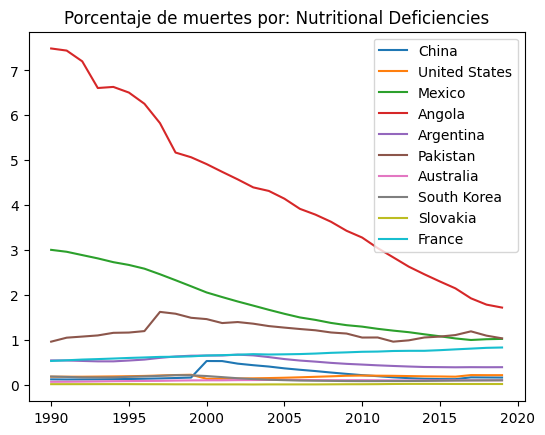 Porcentaje de muertes por: Nutritional Deficiencies
China
United States
Mexico
Angola
Argentina
Pakistan
Australia
South Korea
Slovakia
France
7
6
5
4
3
2
1
0
1990 1995 2000 2005 2010 2015 2020